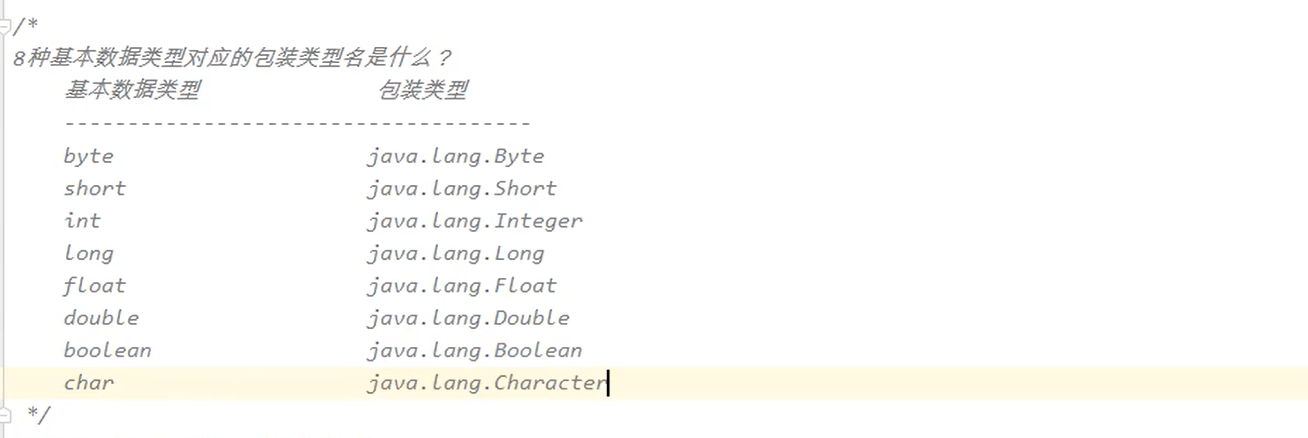 /*
8种基本数据类型对应的包装类型名是什么？
基本数据类型 包装类型
-------------------------------------
byte java.lang.Byte
short java.lang.Short
int java.lang.Integer
long java.lang.Long
float java.lang.Float
double java.lang.Double
boolean java.lang.Boolean
char java.lang.Character
*/